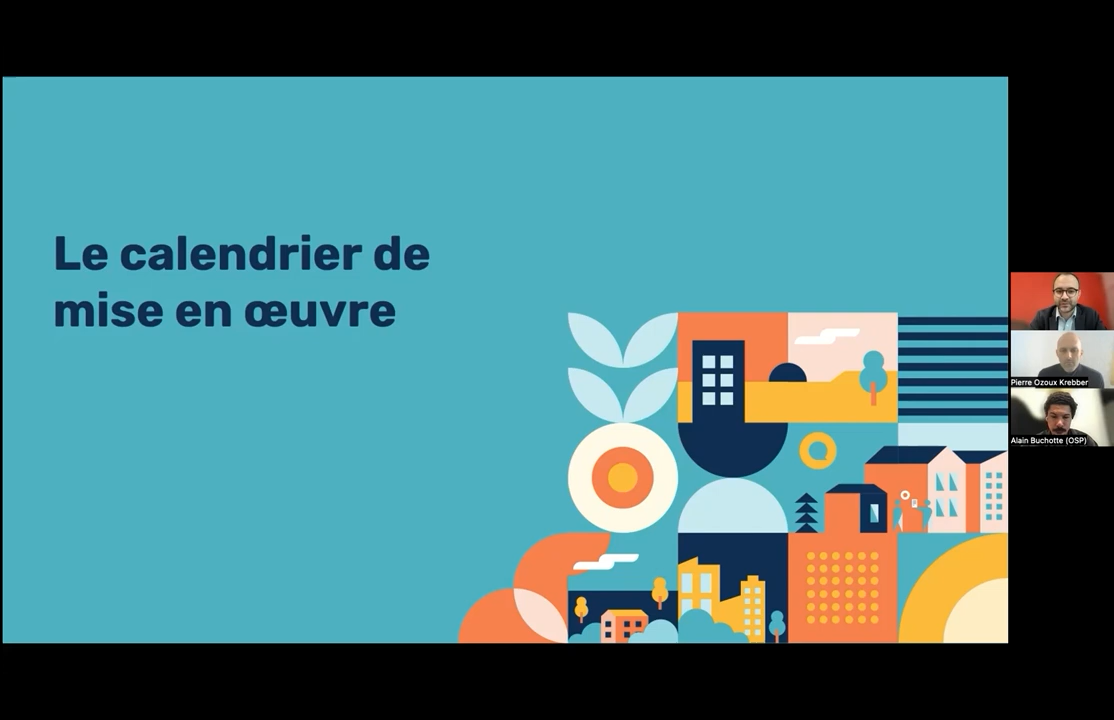 Le calendrier de
mise en œuvre
Pierre Ozoux Krebber
Alain Buchotte (OSP)